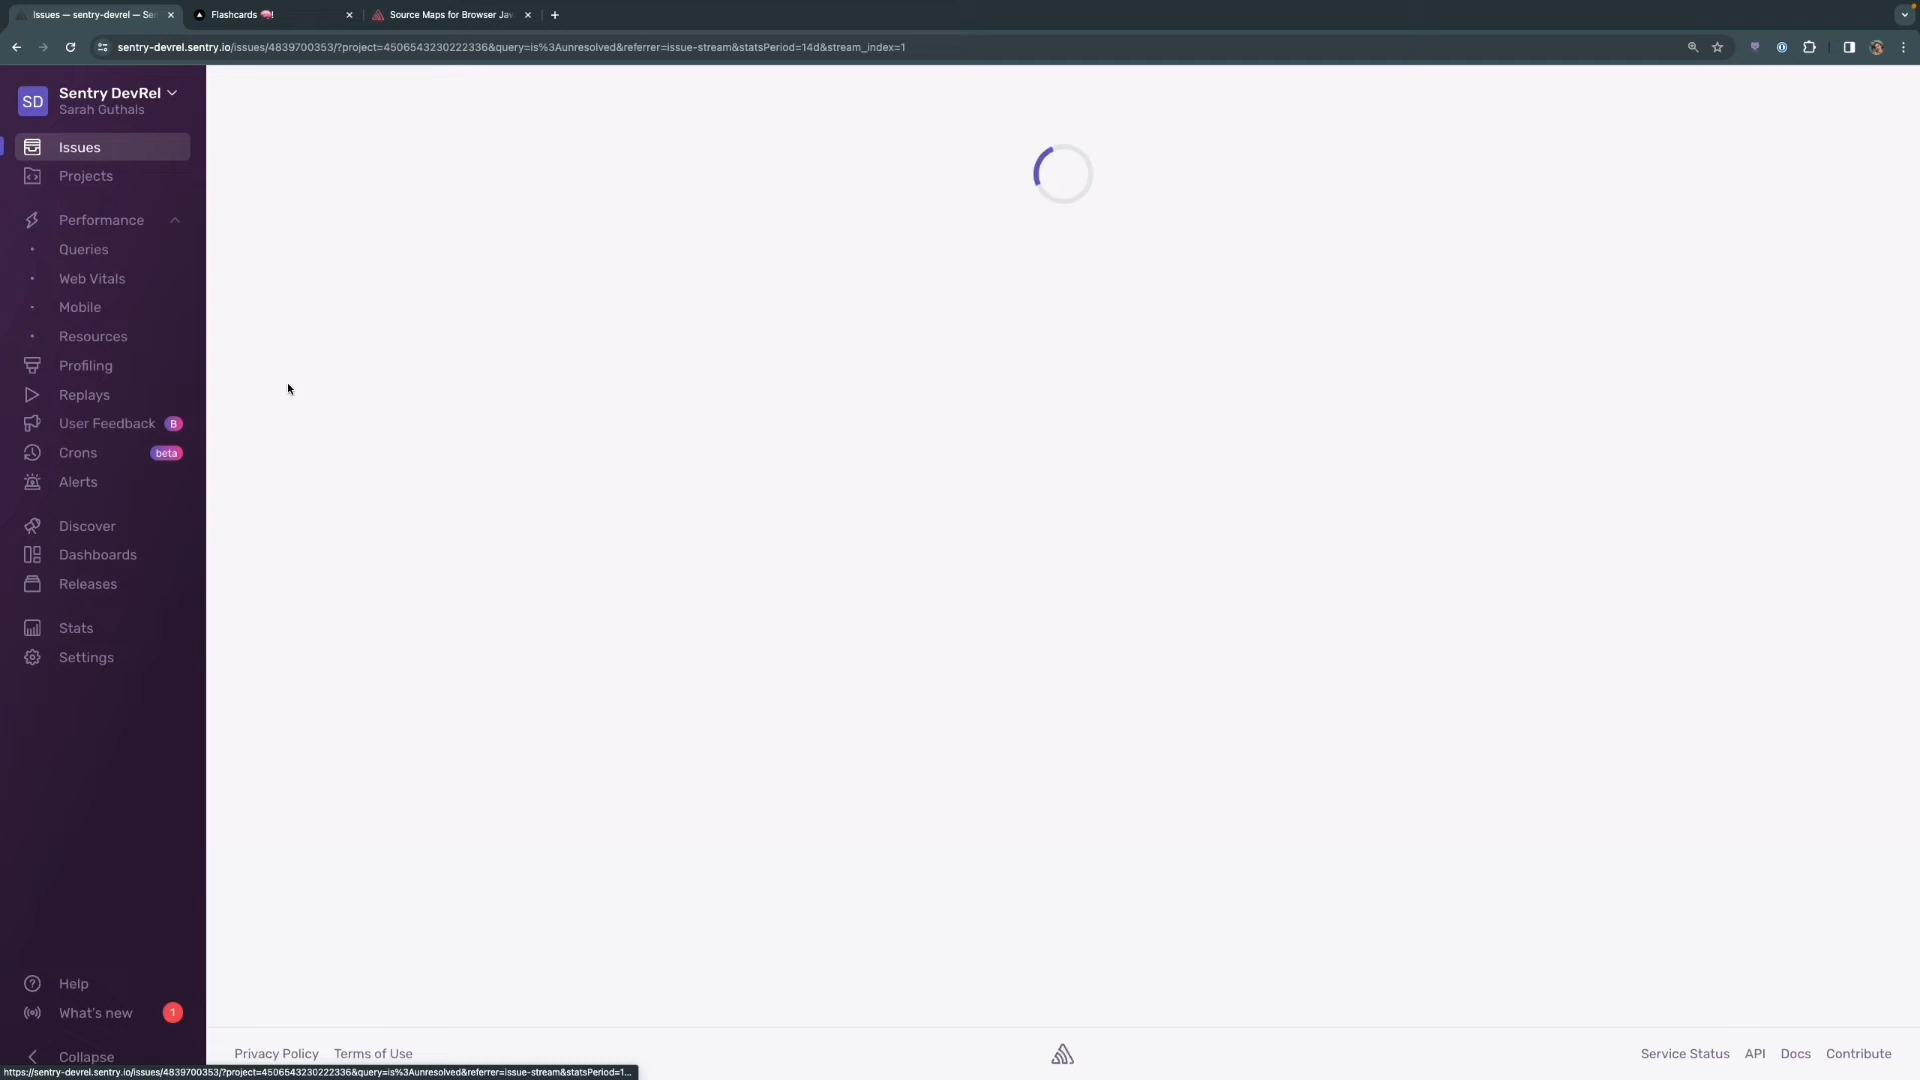 Issues — sentry-devrel — Se
Flashcards 🧠!
Source Maps for Browser Jav
sentry-devrel.sentry.io/issues/4839700353/?project=4506543230222336&query=is%3Aunresolved&referrer=issue-stream&statsPeriod=14d&stream_index=1
SD
Sentry DevRel
Sarah Guthals
Issues
Projects
Performance
Queries
Web Vitals
Mobile
Resources
Profiling
Replays
User Feedback B
Crons beta
Alerts
Discover
Dashboards
Releases
Stats
Settings
Help
What's new 1
Collapse
Privacy Policy Terms of Use Service Status API Docs Contribute
https://sentry-devrel.sentry.io/issues/4839700353/?project=4506543230222336&query=is%3Aunresolved&referrer=issue-stream&statsPeriod=1...